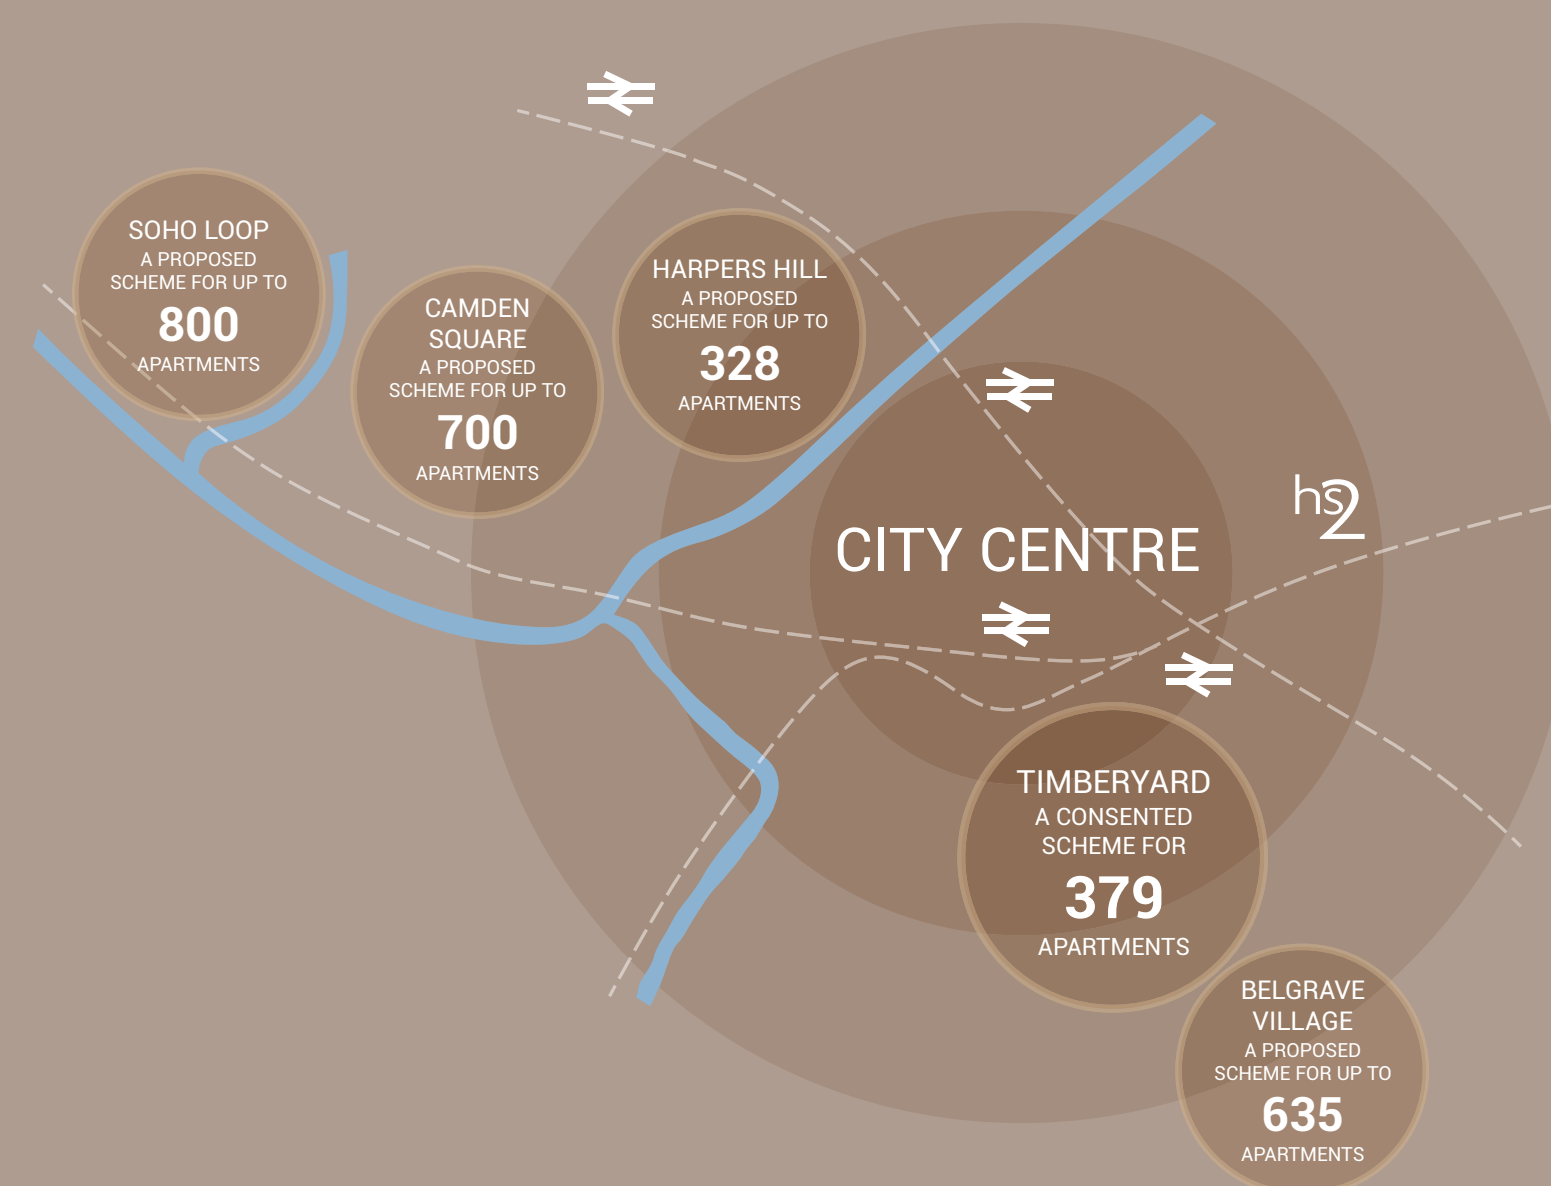 SOHO LOOP
A PROPOSED
SCHEME FOR UP TO
800
APARTMENTS
CAMDEN
SQUARE
A PROPOSED
SCHEME FOR UP TO
700
APARTMENTS
HARPERS HILL
A PROPOSED
SCHEME FOR UP TO
328
APARTMENTS
hs2
CITY CENTRE
TIMBERYARD
A CONSENTED
SCHEME FOR
379
APARTMENTS
BELGRAVE
VILLAGE
A PROPOSED
SCHEME FOR UP TO
635
APARTMENTS